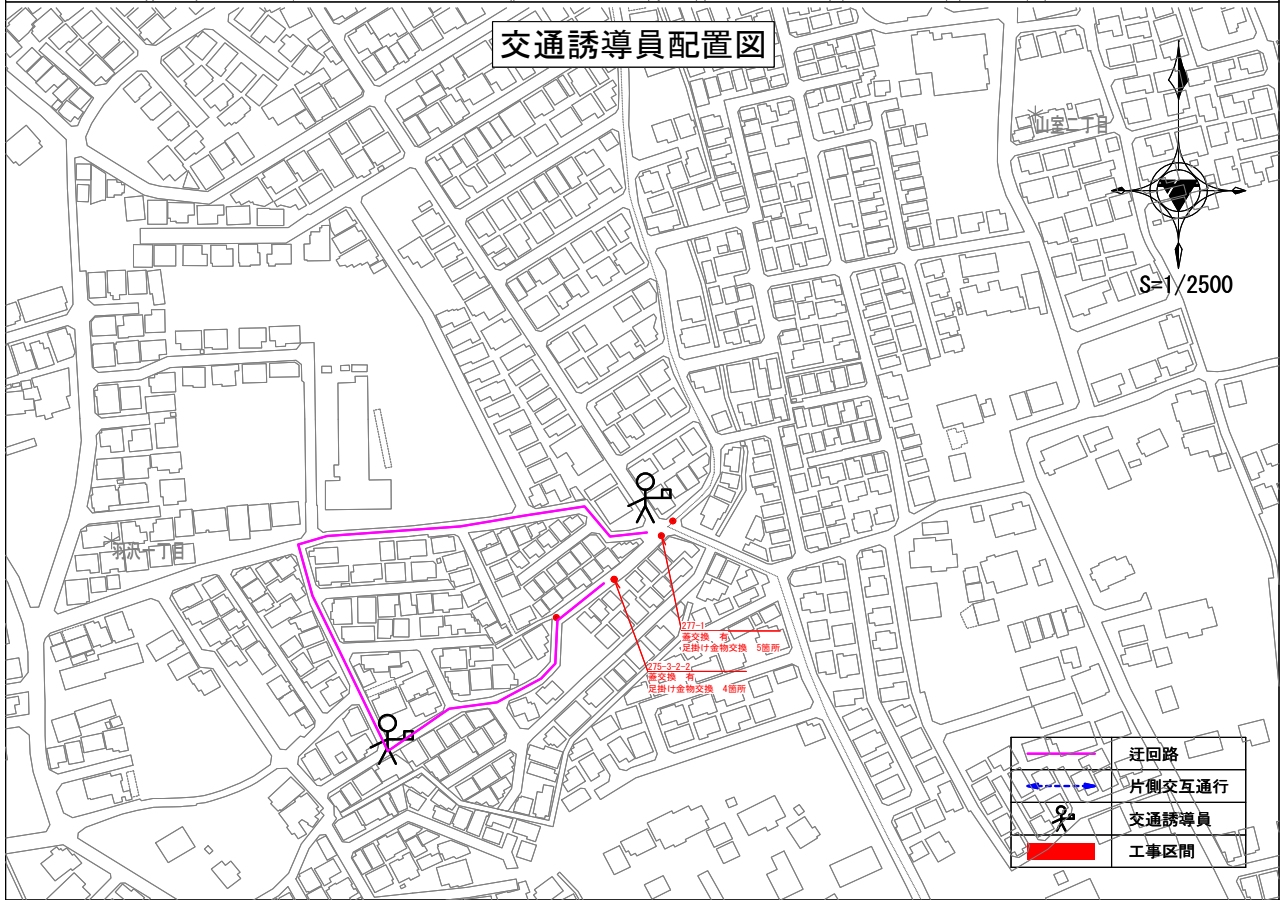 交通誘導員配置図
山室二丁目
S=1/2500
羽沢一丁目
277-1
蓋交換 有
足掛け金物交換 5箇所
275-3-2-2
蓋交換 有
足掛け金物交換 4箇所
迂回路
片側交互通行
交通誘導員
工事区間